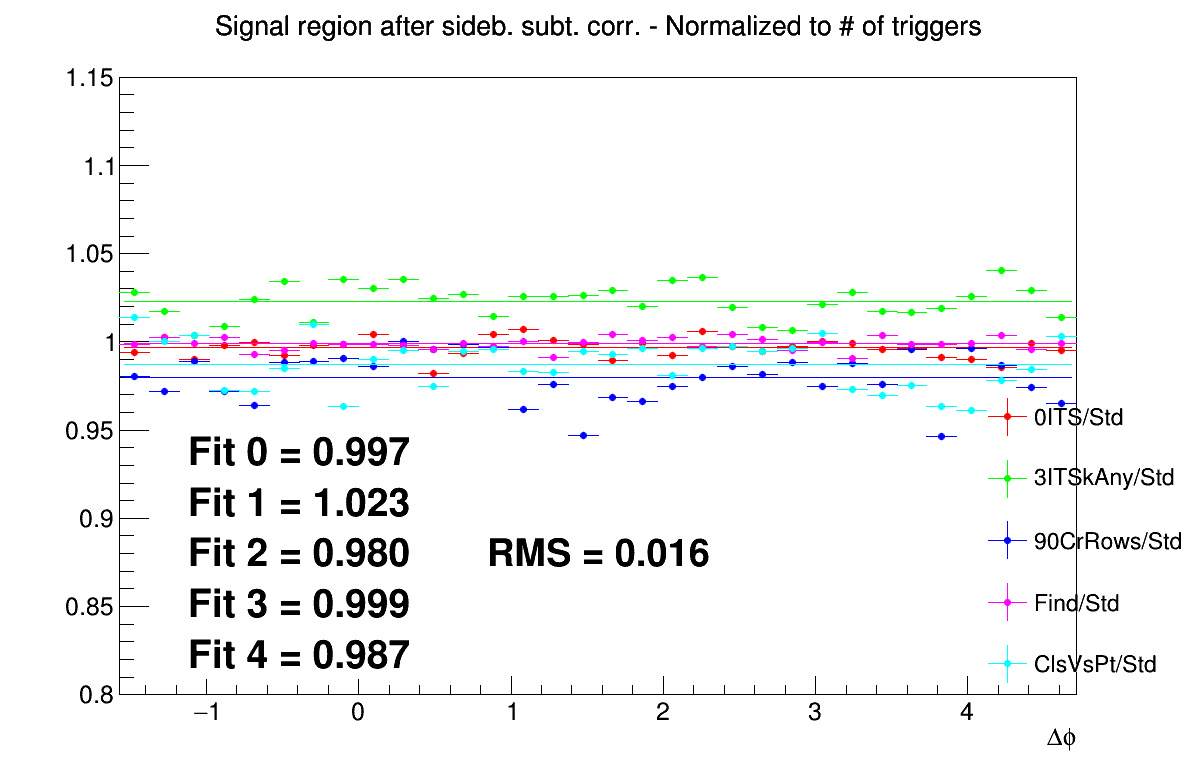 Signal region after sideb. subt. corr. - Normalized to # of triggers
1.15
1.1
1.05
1
0.95
0.9
0.85
0.8
Fit 0 = 0.997
Fit 1 = 1.023
Fit 2 = 0.980
Fit 3 = 0.999
Fit 4 = 0.987
RMS = 0.016
0ITS/Std
3ITSkAny/Std
90CrRows/Std
Find/Std
ClsVsPt/Std
−1 0 1 2 3 4
Δϕ